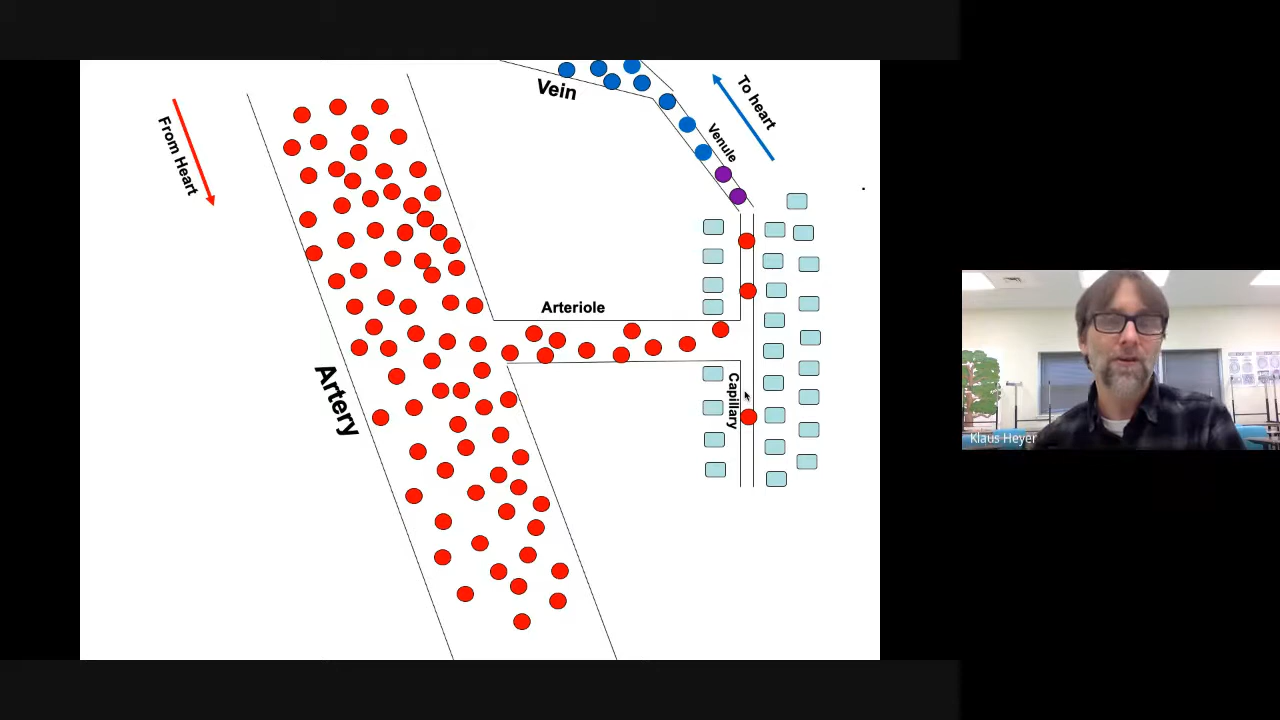 Vein
To heart
Venule
From Heart
Arteriole
Artery
Capillary
Klaus Heyer